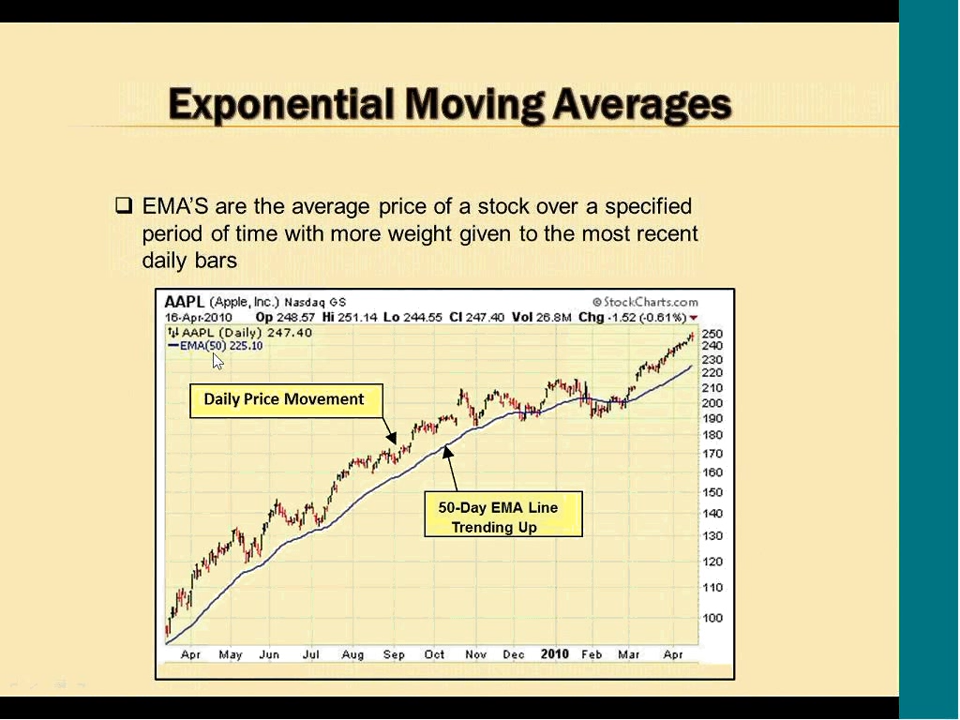 Exponential Moving Averages
❑ EMA'S are the average price of a stock over a specified
period of time with more weight given to the most recent
daily bars
AAPL (Apple, Inc.) Nasdaq GS
© StockCharts.com
16-Apr-2010 Op 248.57 Hi 251.14 Lo 244.55 Cl 247.40 Vol 26.8M Chg -1.52 (-0.61%)
AAPL (Daily) 247.40
EMA(50) 225.10
Daily Price Movement
50-Day EMA Line
Trending Up
250
240
230
220
210
200
190
180
170
160
150
140
130
120
110
100
Apr May Jun Jul Aug Sep Oct Nov Dec 2010 Feb Mar Apr